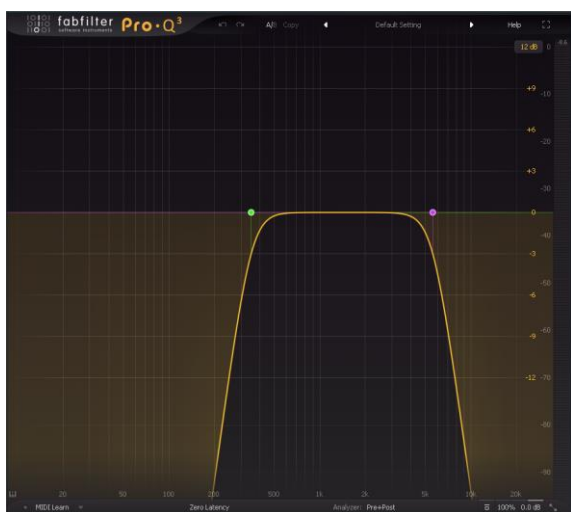 fabfilter Pro·Q³
software instruments
A/B Copy Default Setting Help
12 dB 0 -6.6
+9 -10
+6 -20
+3 -30
0 -40
-3
-6
-60
-9
-12 -70
-80
-90
20 50 100 200 500 1k 2k 5k 10k 20k
MIDI Learn Zero Latency Analyzer: Pre+Post 100% 0.0 dB